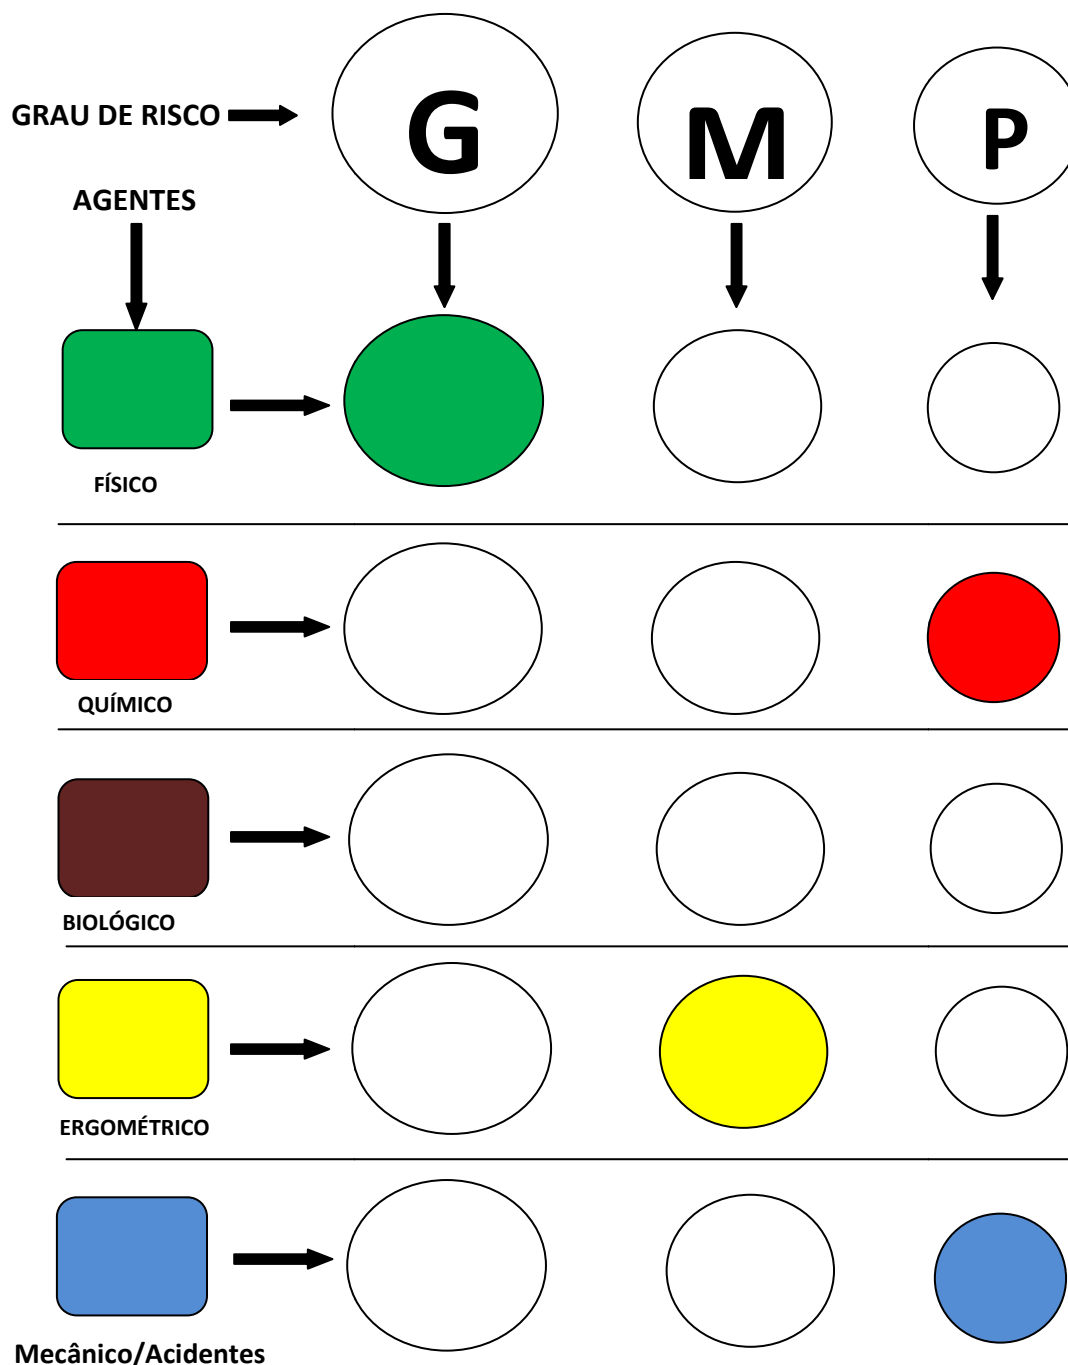 GRAU DE RISCO
G
M
P
AGENTES
FÍSICO
QUÍMICO
BIOLÓGICO
ERGOMÉTRICO
Mecânico/Acidentes